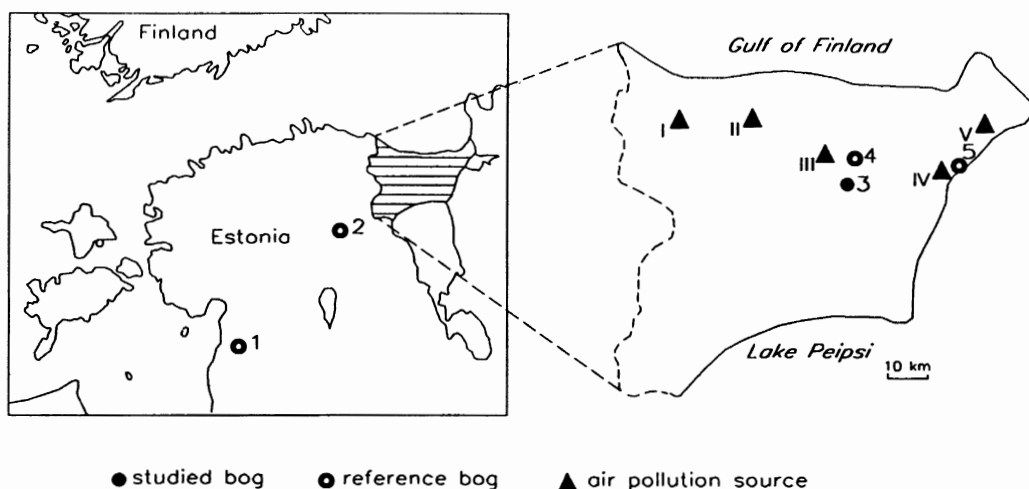 Finland
Gulf of Finland
I
II
V
III
4
5
3
IV
Estonia
2
1
Lake Peipsi
10 km
studied bog
reference bog
air pollution source